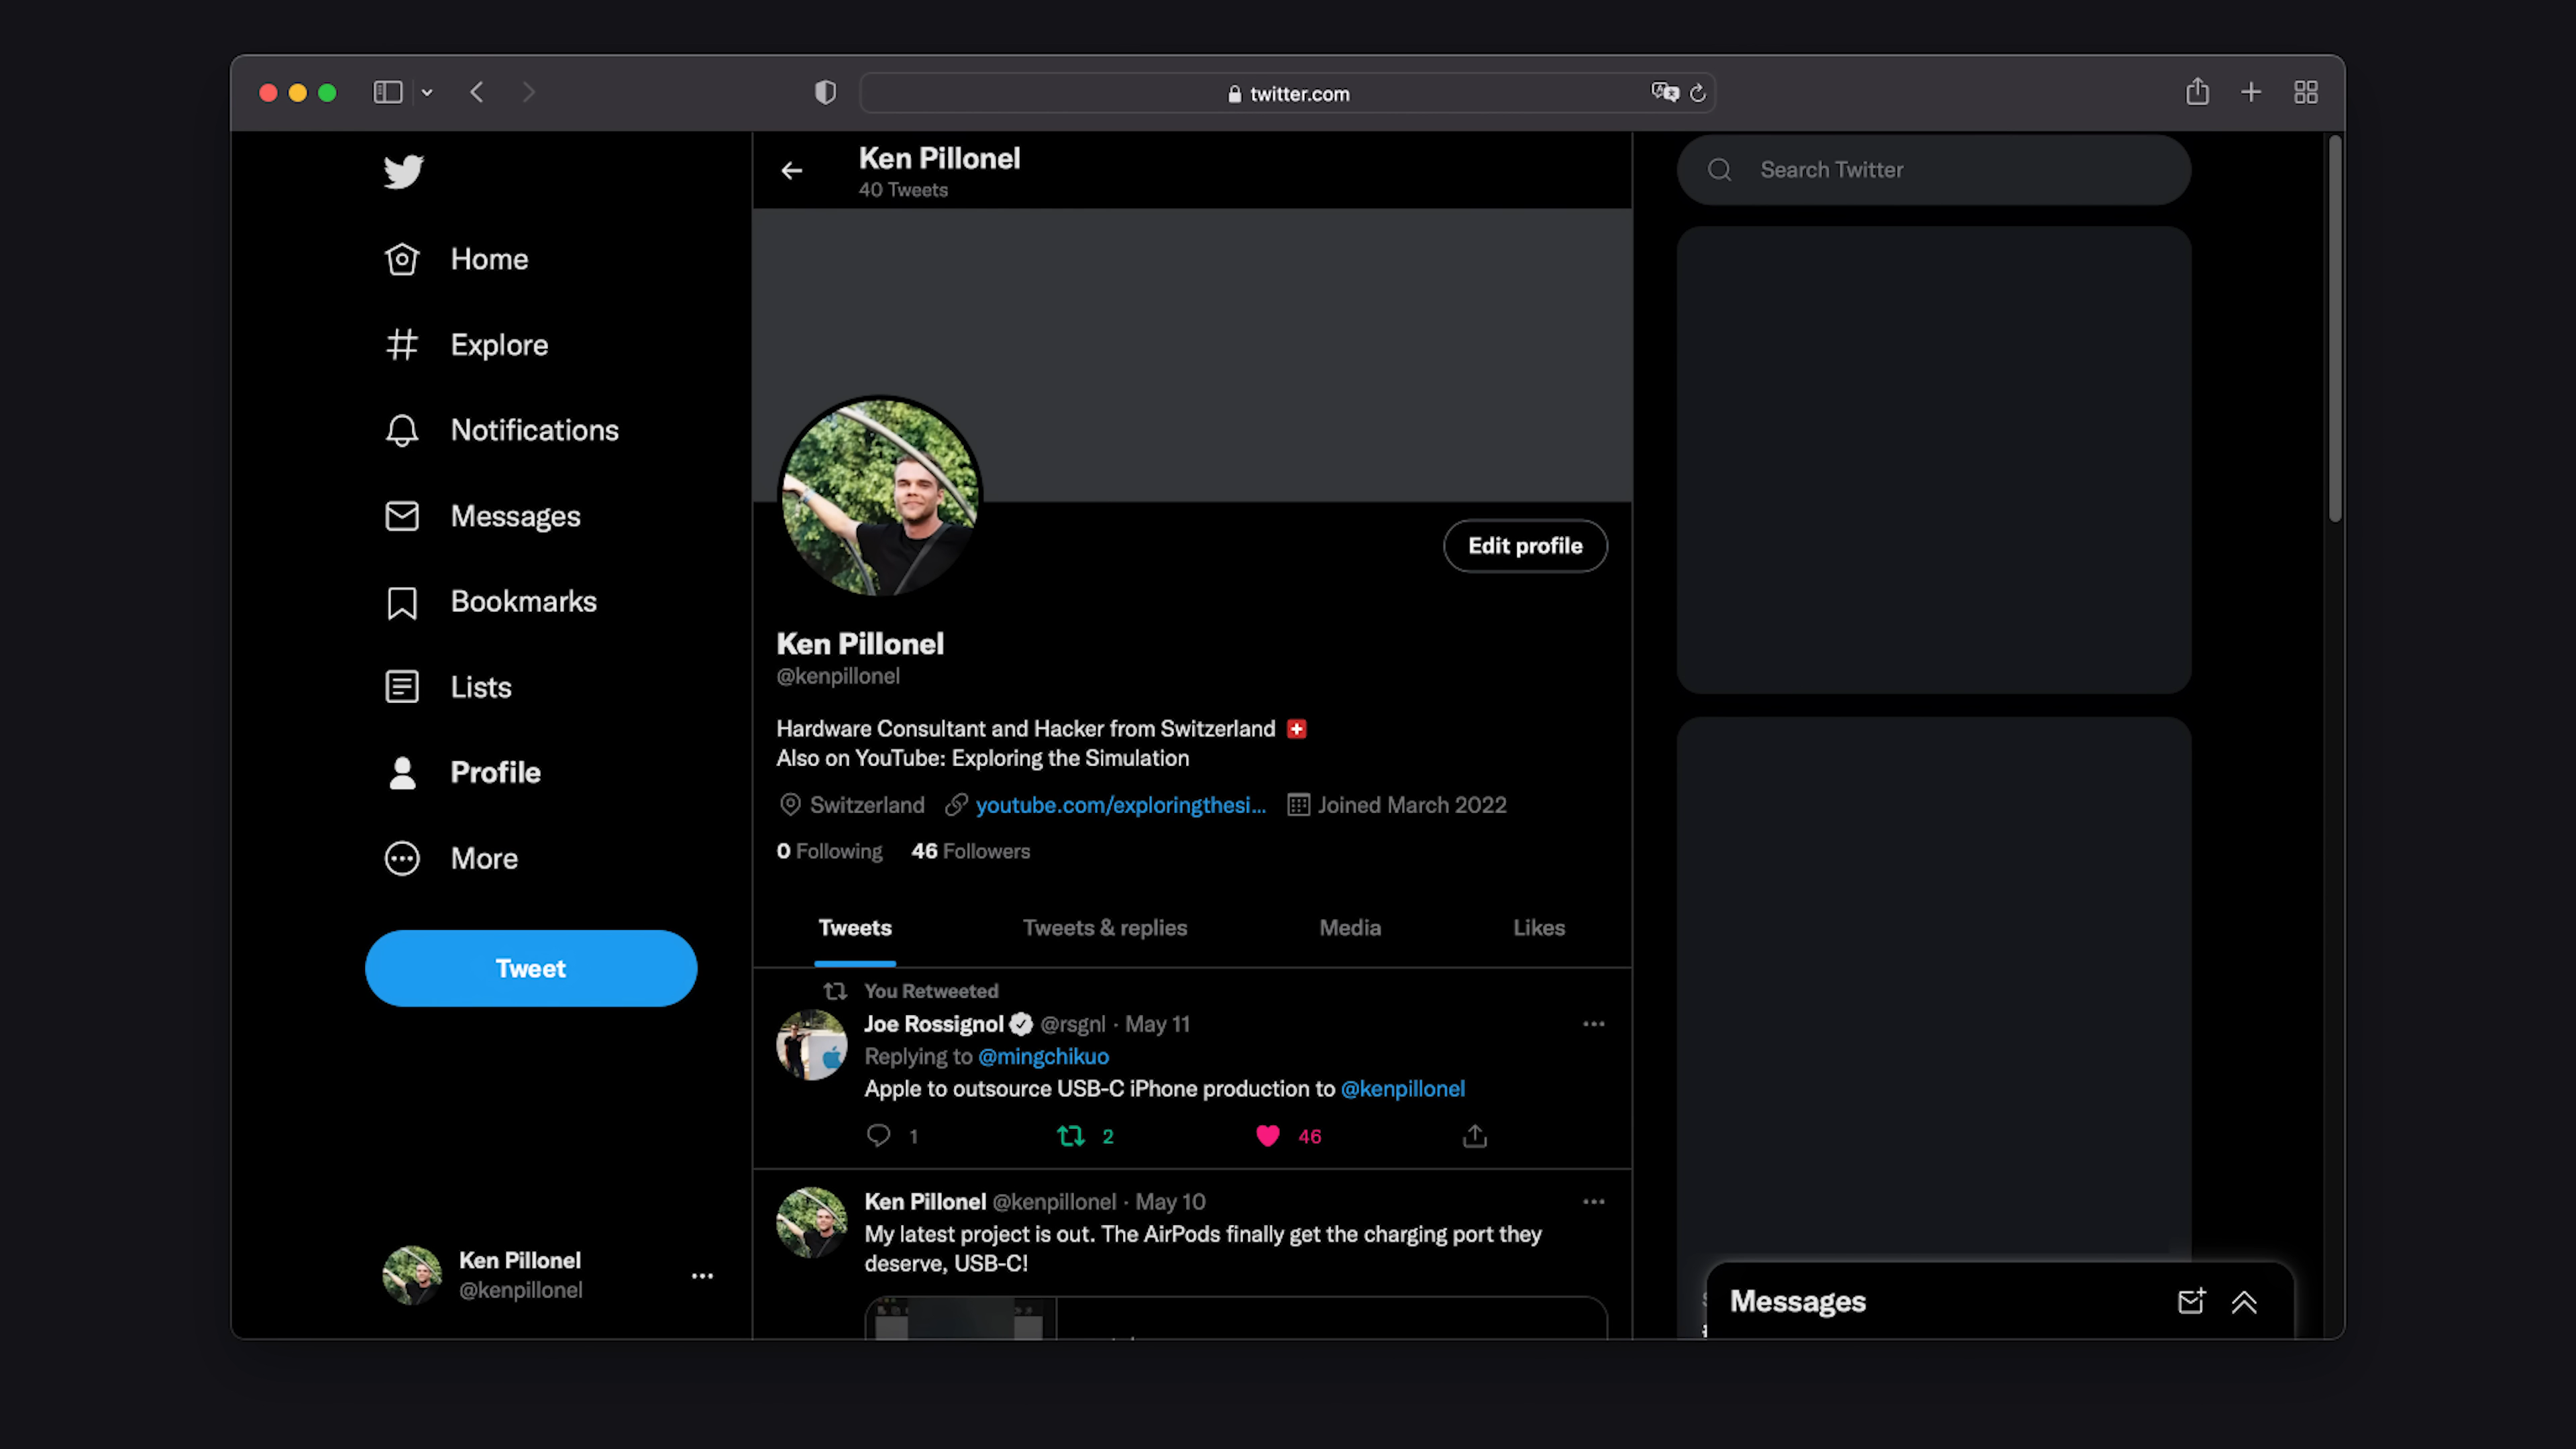 twitter.com
Home
Explore
Notifications
Messages
Bookmarks
Lists
Profile
More
Tweet
Ken Pillonel
@kenpillonel
Ken Pillonel
40 Tweets
Edit profile
Ken Pillonel
@kenpillonel
Hardware Consultant and Hacker from Switzerland
Also on YouTube: Exploring the Simulation
Switzerland youtube.com/exploringthesi... Joined March 2022
0 Following 46 Followers
Tweets Tweets & replies Media Likes
You Retweeted
Joe Rossignol @rsgnl · May 11
Replying to @mingchikuo
Apple to outsource USB-C iPhone production to @kenpillonel
1 2 46
Ken Pillonel @kenpillonel · May 10
My latest project is out. The AirPods finally get the charging port they
deserve, USB-C!
Search Twitter
Messages